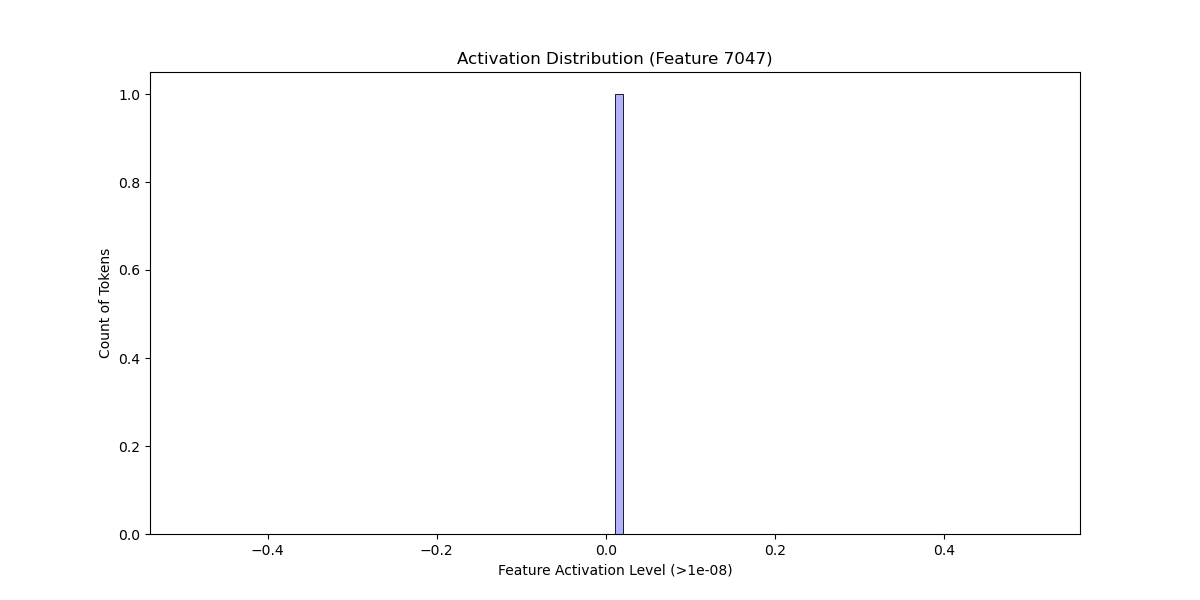 Activation Distribution (Feature 7047)
1.0
0.8
0.6
0.4
0.2
0.0
Count of Tokens
−0.4 −0.2 0.0 0.2 0.4
Feature Activation Level (>1e-08)